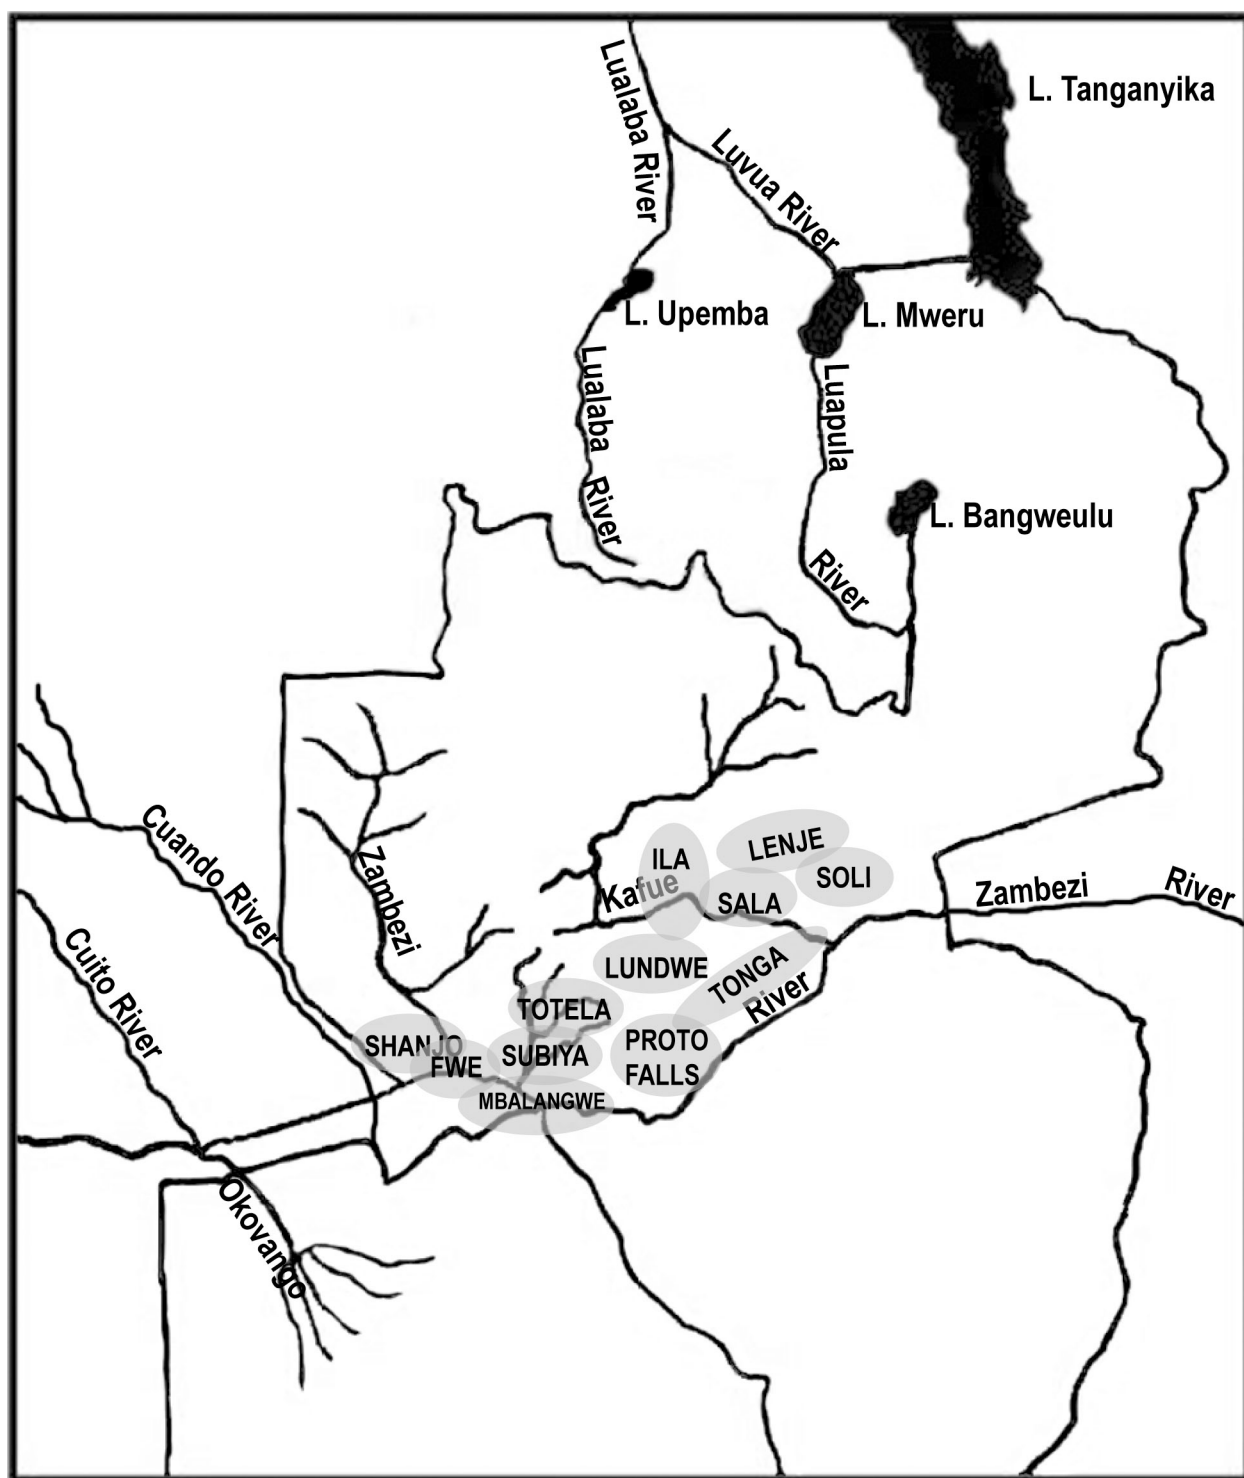 Lualaba River
L. Tanganyika
Luvua River
L. Upemba
L. Mweru
Lualaba
River
Luapula
River
L. Bangweulu
Cuando River
Zambezi
Cuito River
ILA
LENJE
SOLI
Kafue
SALA
Zambezi
River
LUNDWE
TONGA
River
TOTELA
SHANJO
FWE
SUBIYA
PROTO
FALLS
MBALANGWE
Okovango